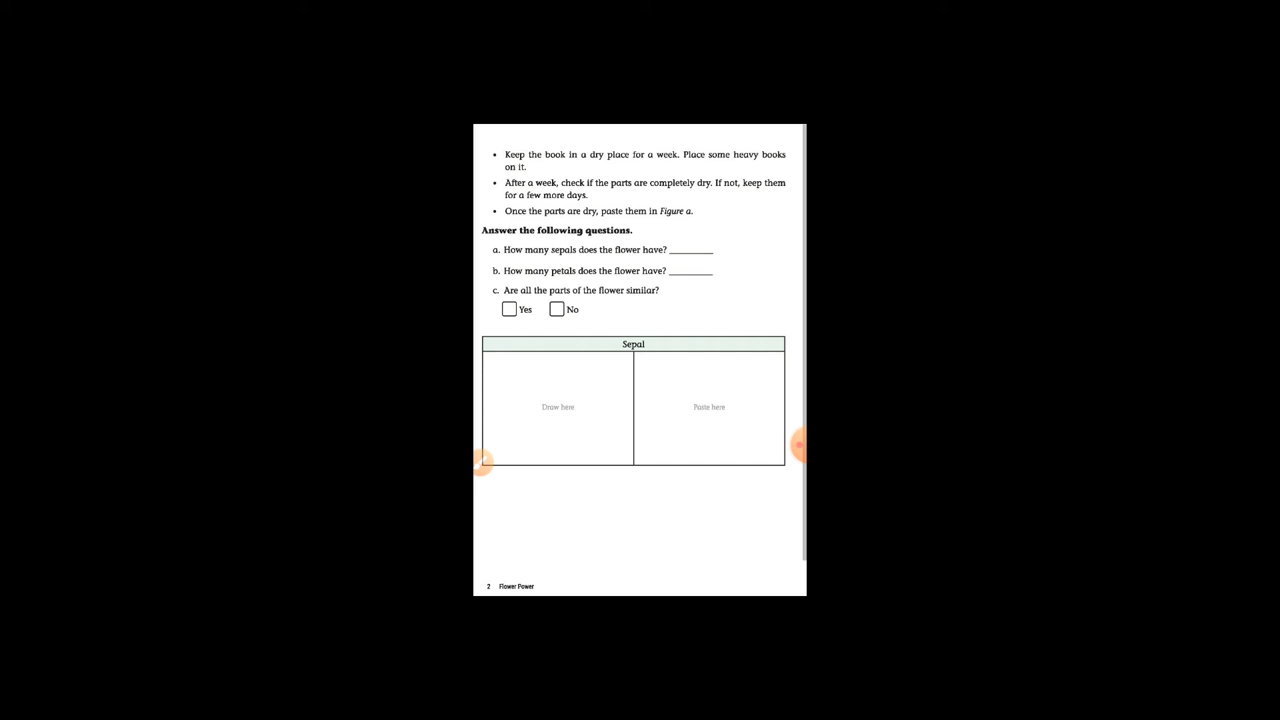 • Keep the book in a dry place for a week. Place some heavy books
on it.
• After a week, check if the parts are completely dry. If not, keep them
for a few more days.
• Once the parts are dry, paste them in Figure a.
Answer the following questions.
a. How many sepals does the flower have? _________
b. How many petals does the flower have? _________
c. Are all the parts of the flower similar?
Yes No
Sepal
Draw here Paste here
2 Flower Power